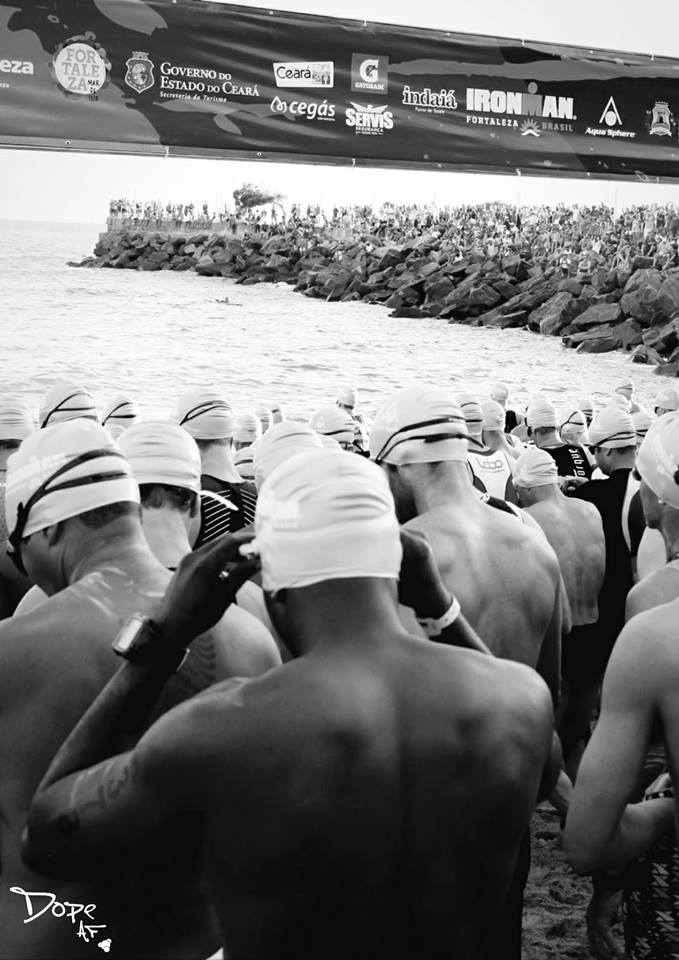 eza
FOR
TALE
ZA
GOVERNO DO
ESTADO DO CEARÁ
Secretaria do Turismo
Ceará
cegás
G
GATORADE
SERVIS
SEGURANÇA
indaiá
IRONMAN
FORTALEZA BRASIL
Aqua Sphere
torque
DOPE
AF